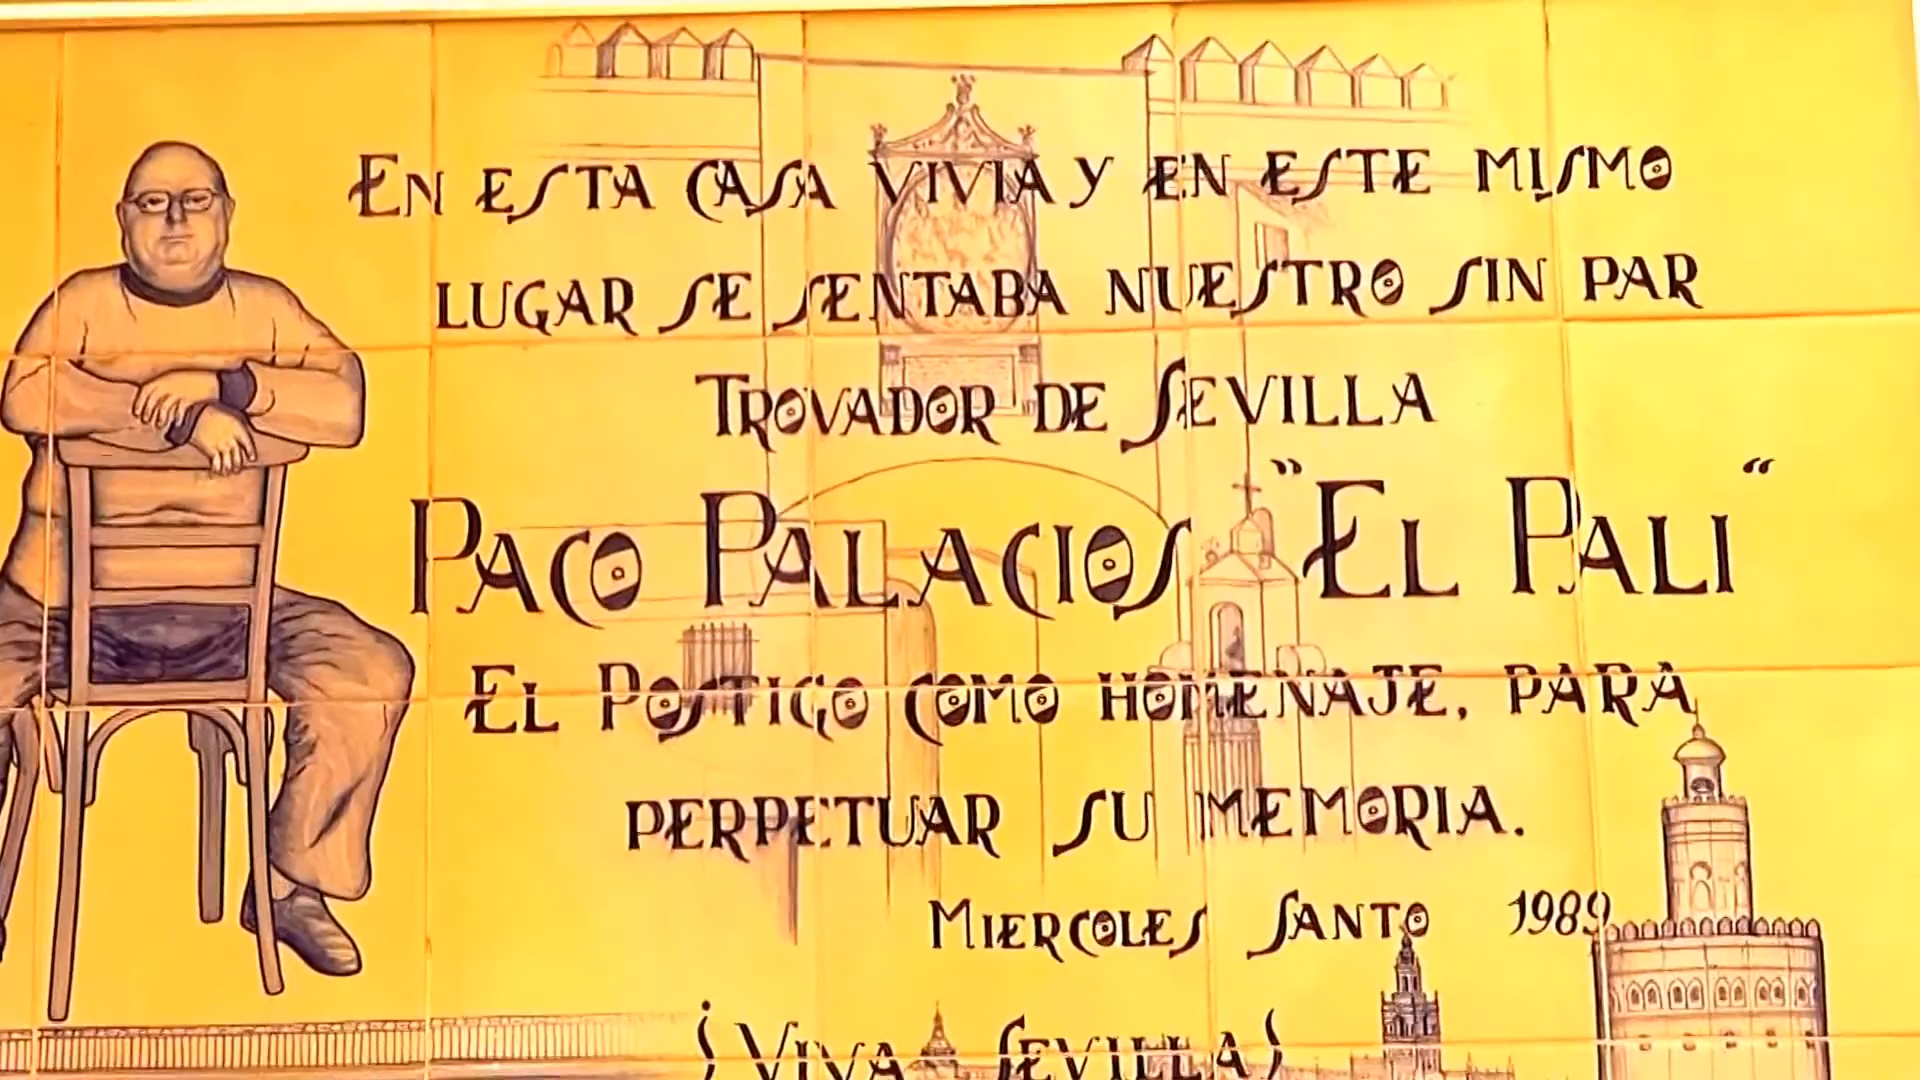 En esta casa vivia y en este mismo
lugar se sentaba nuestro sin par
Trovador de Sevilla
Paco Palacios "El Pali"
El Postigo como homenaje, para
perpetuar su memoria.
Miercoles Santo 1989
¡Viva Sevilla!